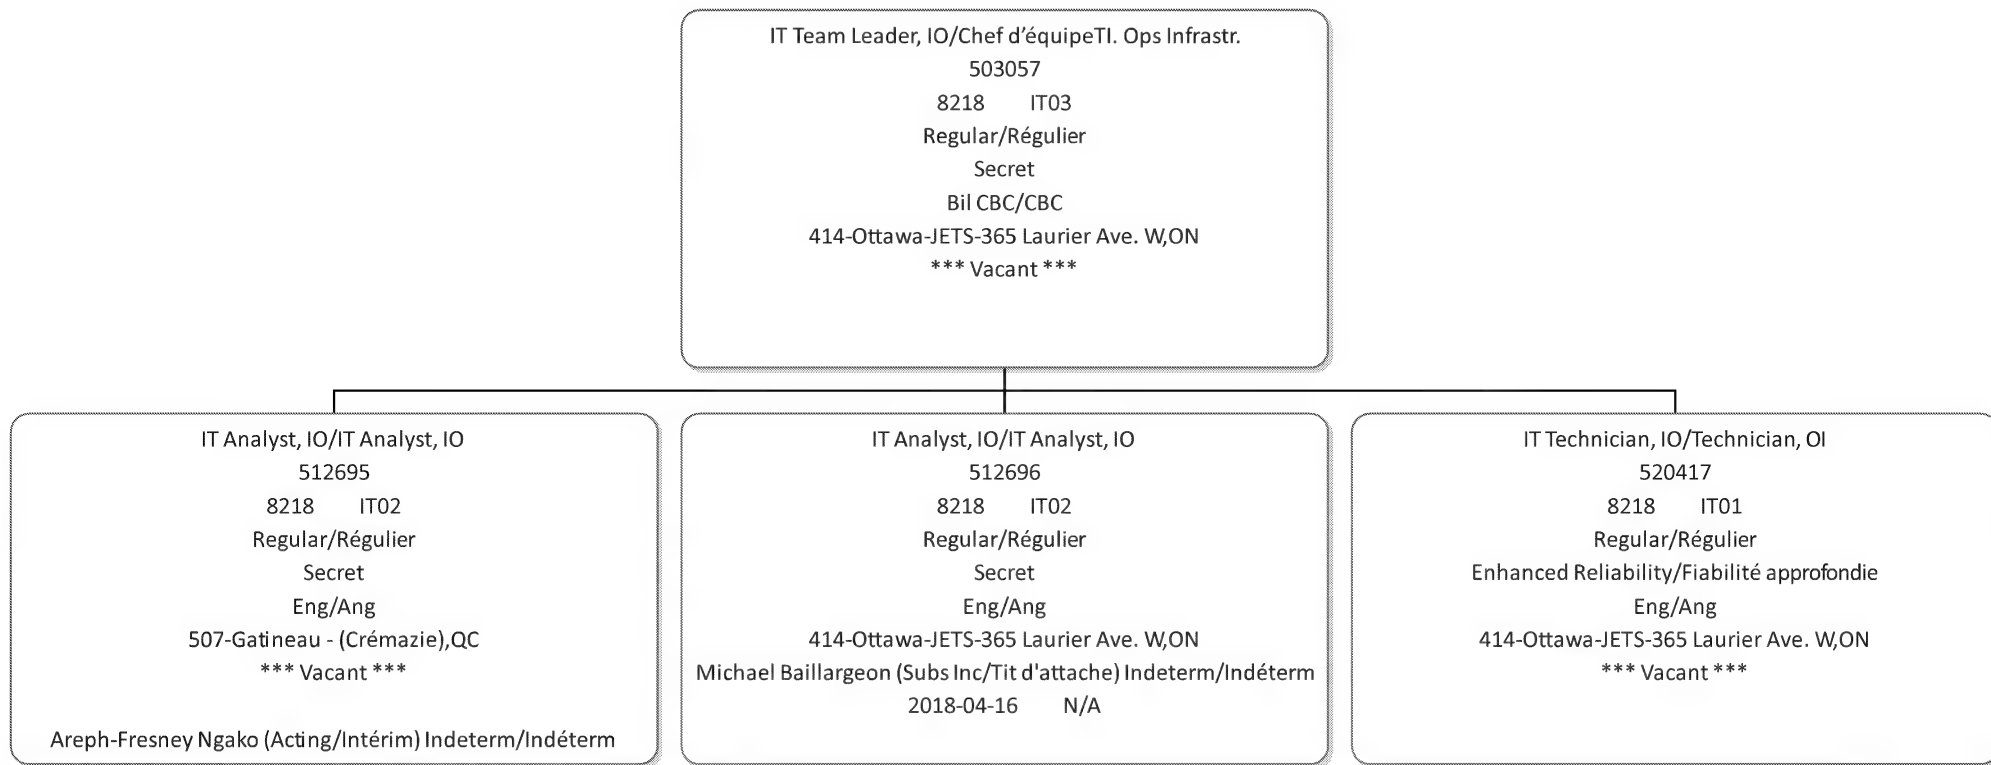 IT Team Leader, IO/Chef d'équipeTI. Ops Infrastr.
503057
8218 IT03
Regular/Régulier
Secret
Bil CBC/CBC
414-Ottawa-JETS-365 Laurier Ave. W,ON
*** Vacant ***
IT Analyst, IO/IT Analyst, IO
512695
8218 IT02
Regular/Régulier
Secret
Eng/Ang
507-Gatineau - (Crémazie),QC
*** Vacant ***
Areph-Fresney Ngako (Acting/Intérim) Indeterm/Indéterm
IT Analyst, IO/IT Analyst, IO
512696
8218 IT02
Regular/Régulier
Secret
Eng/Ang
414-Ottawa-JETS-365 Laurier Ave. W,ON
Michael Baillargeon (Subs Inc/Tit d'attache) Indeterm/Indéterm
2018-04-16 N/A
IT Technician, IO/Technician, OI
520417
8218 IT01
Regular/Régulier
Enhanced Reliability/Fiabilité approfondie
Eng/Ang
414-Ottawa-JETS-365 Laurier Ave. W,ON
*** Vacant ***